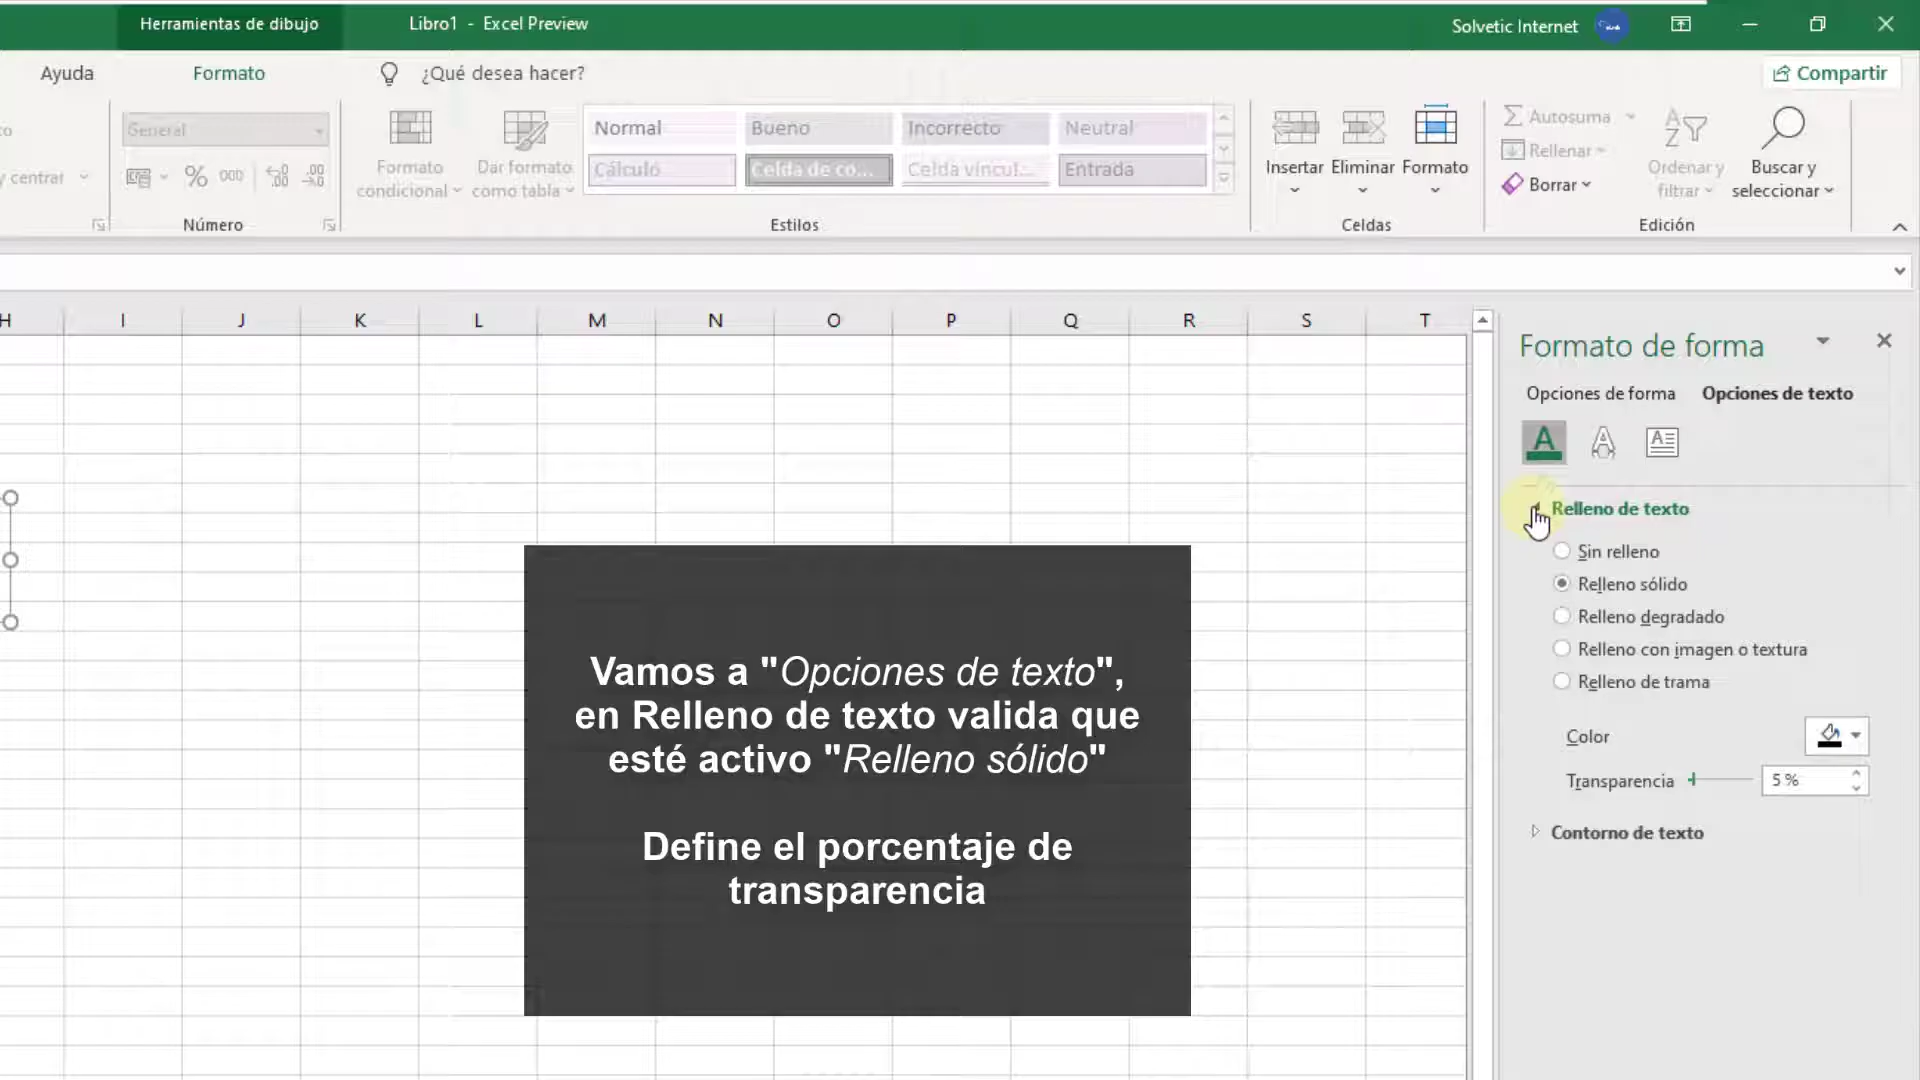 Herramientas de dibujo
Libro1 - Excel Preview
Solvetic Internet
Ayuda
Formato
¿Qué desea hacer?
Compartir
y centrar
General
% 000
Número
Formato condicional
Dar formato como tabla
Normal
Bueno
Incorrecto
Neutral
Cálculo
Celda de co...
Celda vincul...
Entrada
Estilos
Insertar
Eliminar
Formato
Celdas
Autosuma
Rellenar
Borrar
Ordenar y filtrar
Buscar y seleccionar
Edición
H I J K L M N O P Q R S T
Formato de forma
Opciones de forma
Opciones de texto
Relleno de texto
Sin relleno
Relleno sólido
Relleno degradado
Relleno con imagen o textura
Relleno de trama
Color
Transparencia
5 %
Contorno de texto
Vamos a "Opciones de texto",
en Relleno de texto valida que
esté activo "Relleno sólido"
Define el porcentaje de
transparencia